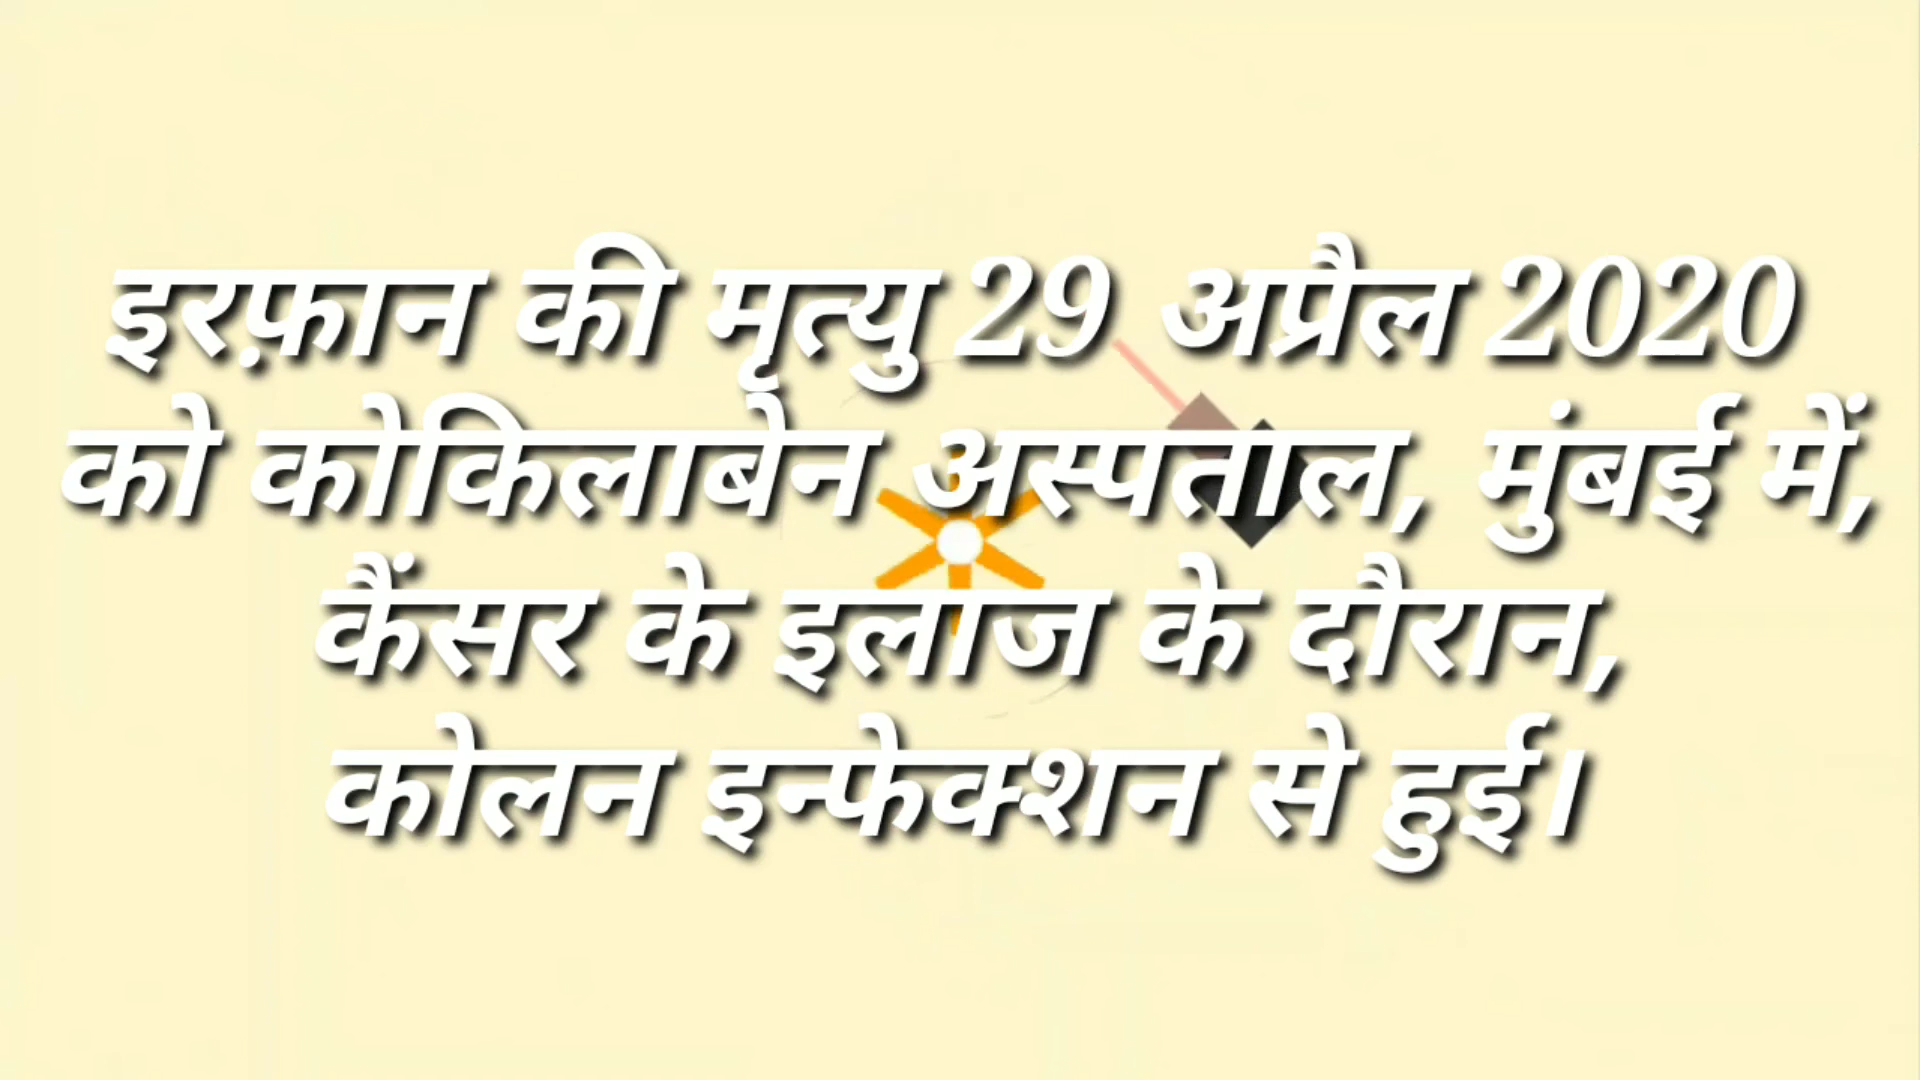 इरफ़ान की मृत्यु 29 अप्रैल 2020
को कोकिलाबेन अस्पताल, मुंबई में,
कैंसर के इलाज के दौरान,
कोलन इन्फेक्शन से हुई।